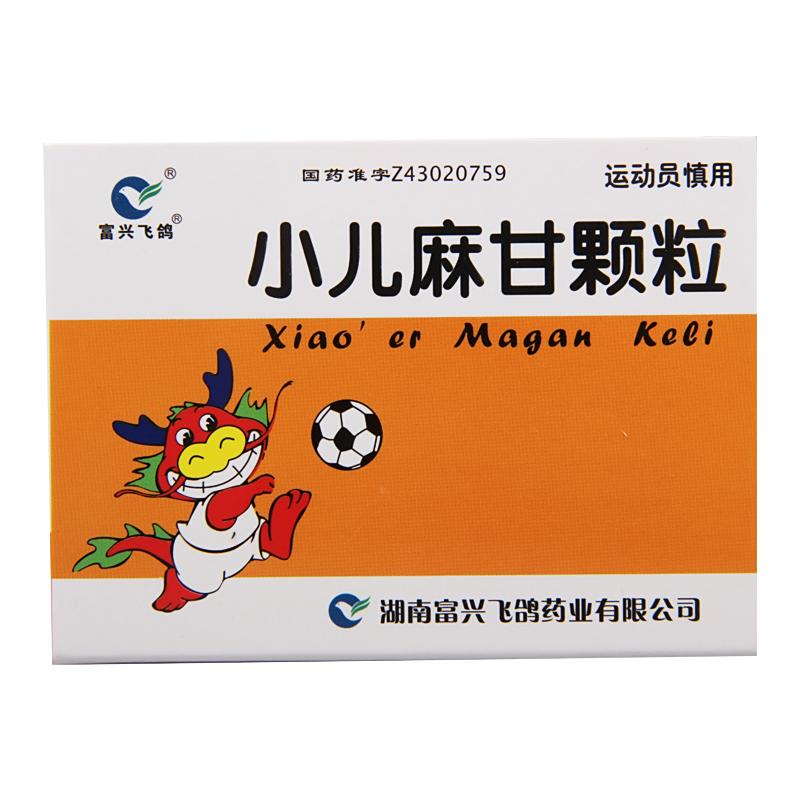 国药准字Z43020759
运动员慎用
®
富兴飞鸽®
小儿麻甘颗粒
Xiao' er Magan Keli
湖南富兴飞鸽药业有限公司